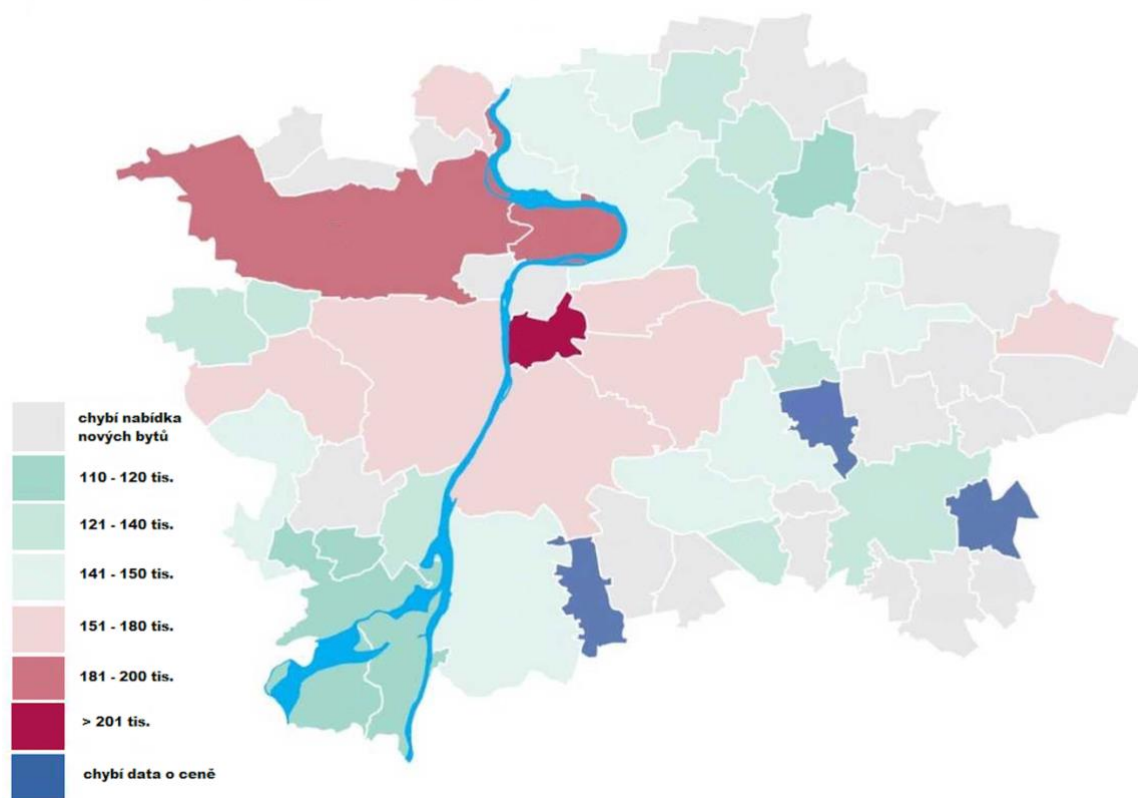 chybí nabídka
nových bytů
110 - 120 tis.
121 - 140 tis.
141 - 150 tis.
151 - 180 tis.
181 - 200 tis.
> 201 tis.
chybí data o ceně